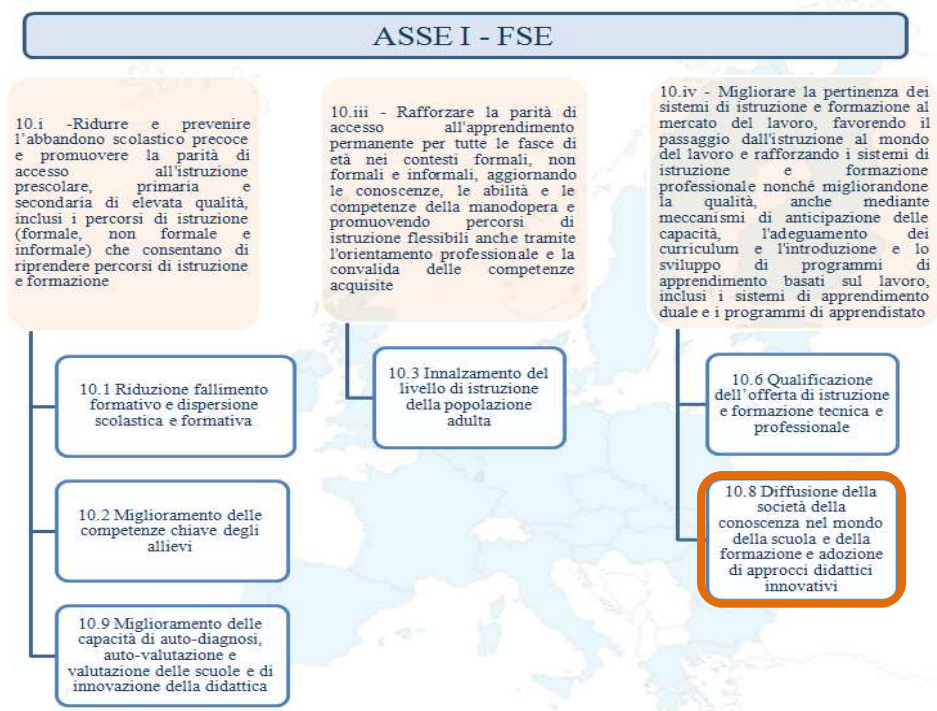 ASSE I - FSE
10.i -Ridurre e prevenire
l'abbandono scolastico precoce
e promuovere la parità di
accesso all'istruzione
prescolare, primaria e
secondaria di elevata qualità,
inclusi i percorsi di istruzione
(formale, non formale e
informale) che consentano di
riprendere percorsi di istruzione
e formazione
10.1 Riduzione fallimento
formativo e dispersione
scolastica e formativa
10.2 Miglioramento delle
competenze chiave degli
allievi
10.9 Miglioramento delle
capacità di auto-diagnosi,
auto-valutazione e
valutazione delle scuole e di
innovazione della didattica
10.iii - Rafforzare la parità di
accesso all'apprendimento
permanente per tutte le fasce di
età nei contesti formali, non
formali e informali, aggiornando
le conoscenze, le abilità e le
competenze della manodopera e
promuovendo percorsi di
istruzione flessibili anche tramite
l'orientamento professionale e la
convalida delle competenze
acquisite
10.3 Innalzamento del
livello di istruzione
della popolazione
adulta
10.iv - Migliorare la pertinenza dei
sistemi di istruzione e formazione al
mercato del lavoro, favorendo il
passaggio dall'istruzione al mondo
del lavoro e rafforzando i sistemi di
istruzione e formazione
professionale nonché migliorandone
la qualità, anche mediante
meccanismi di anticipazione delle
capacità, l'adeguamento dei
curriculum e l'introduzione e lo
sviluppo di programmi di
apprendimento basati sul lavoro,
inclusi i sistemi di apprendimento
duale e i programmi di apprendistato
10.6 Qualificazione
dell'offerta di istruzione
e formazione tecnica e
professionale
10.8 Diffusione della
società della
conoscenza nel mondo
della scuola e della
formazione e adozione
di approcci didattici
innovativi